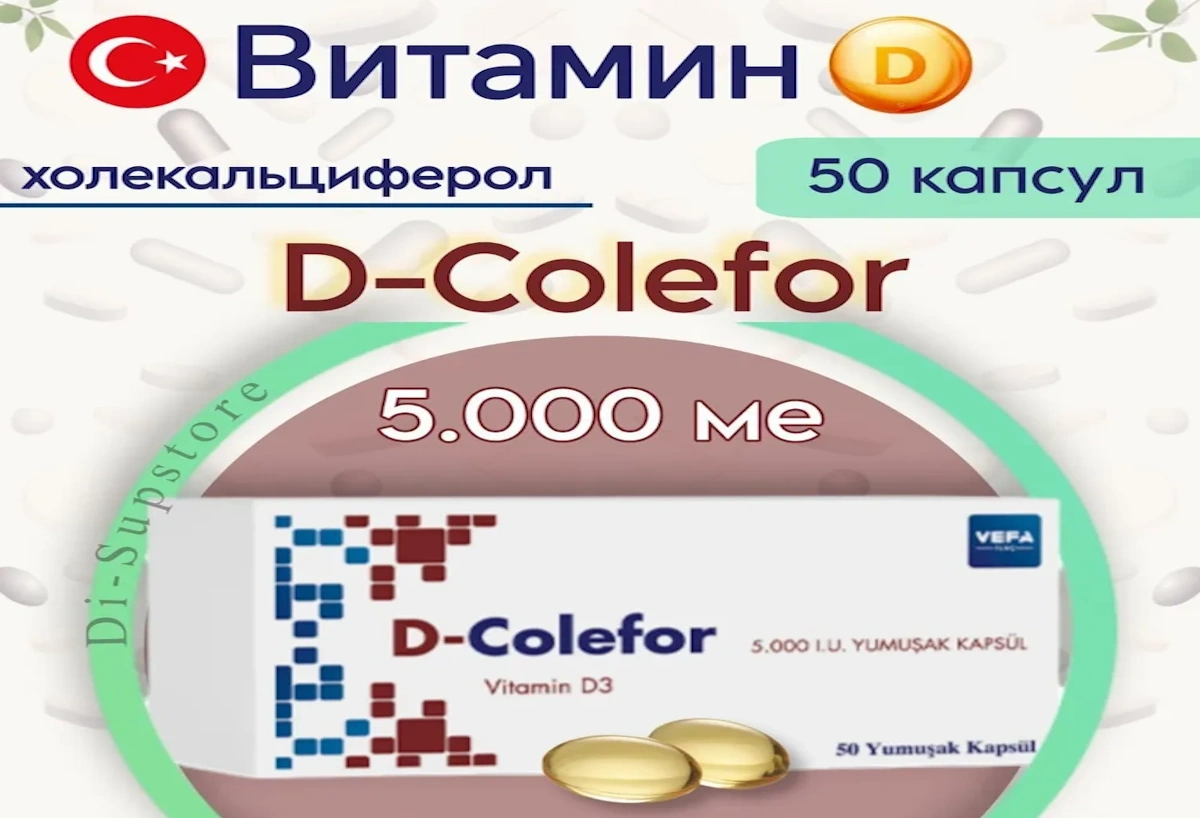 Витамин D
холекальциферол
50 капсул
D-Colefor
5.000 ме
Di-Supstore
VEFA
İLAÇ
D-Colefor
5.000 I.U. YUMUŞAK KAPSÜL
Vitamin D3
50 Yumuşak Kapsül